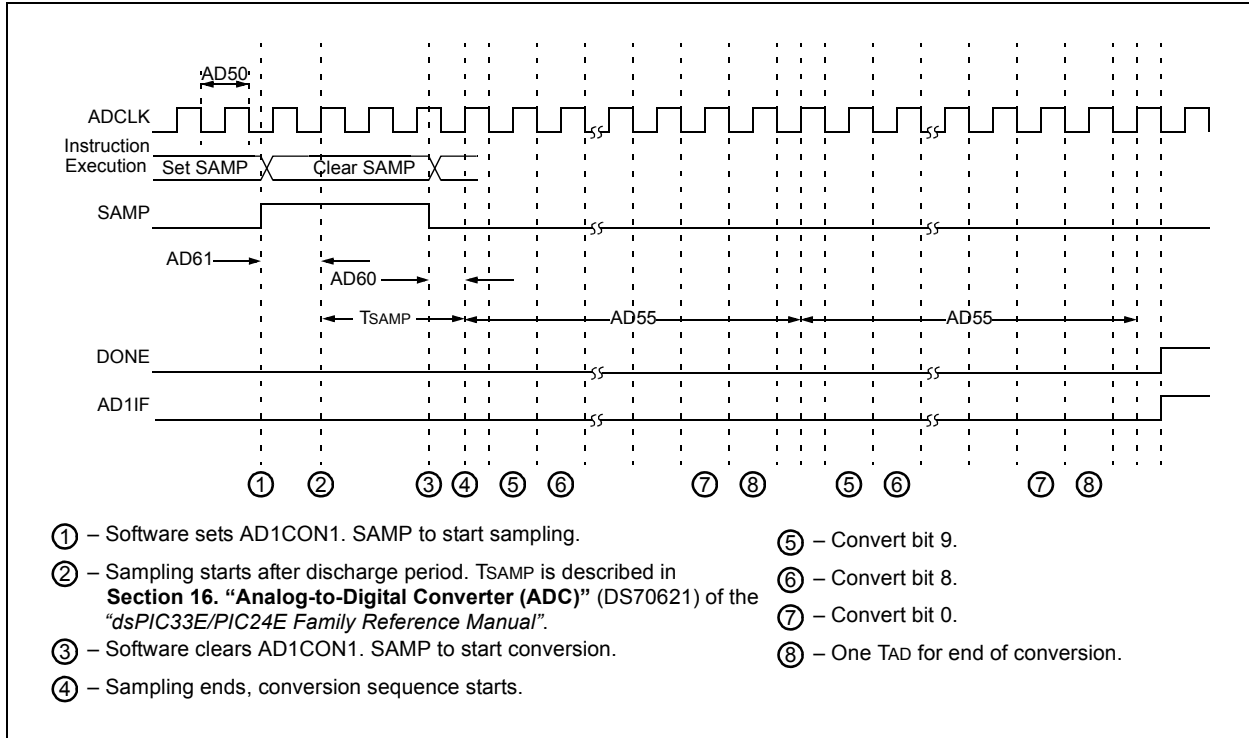 AD50
ADCLK
Instruction
Execution
Set SAMP
Clear SAMP
SAMP
AD61
AD60
TSAMP
AD55
AD55
DONE
AD1IF
1 2 3 4 5 6 7 8 5 6 7 8
1 – Software sets AD1CON1. SAMP to start sampling.
2 – Sampling starts after discharge period. TSAMP is described in
Section 16. “Analog-to-Digital Converter (ADC)” (DS70621) of the
“dsPIC33E/PIC24E Family Reference Manual”.
3 – Software clears AD1CON1. SAMP to start conversion.
4 – Sampling ends, conversion sequence starts.
5 – Convert bit 9.
6 – Convert bit 8.
7 – Convert bit 0.
8 – One TAD for end of conversion.